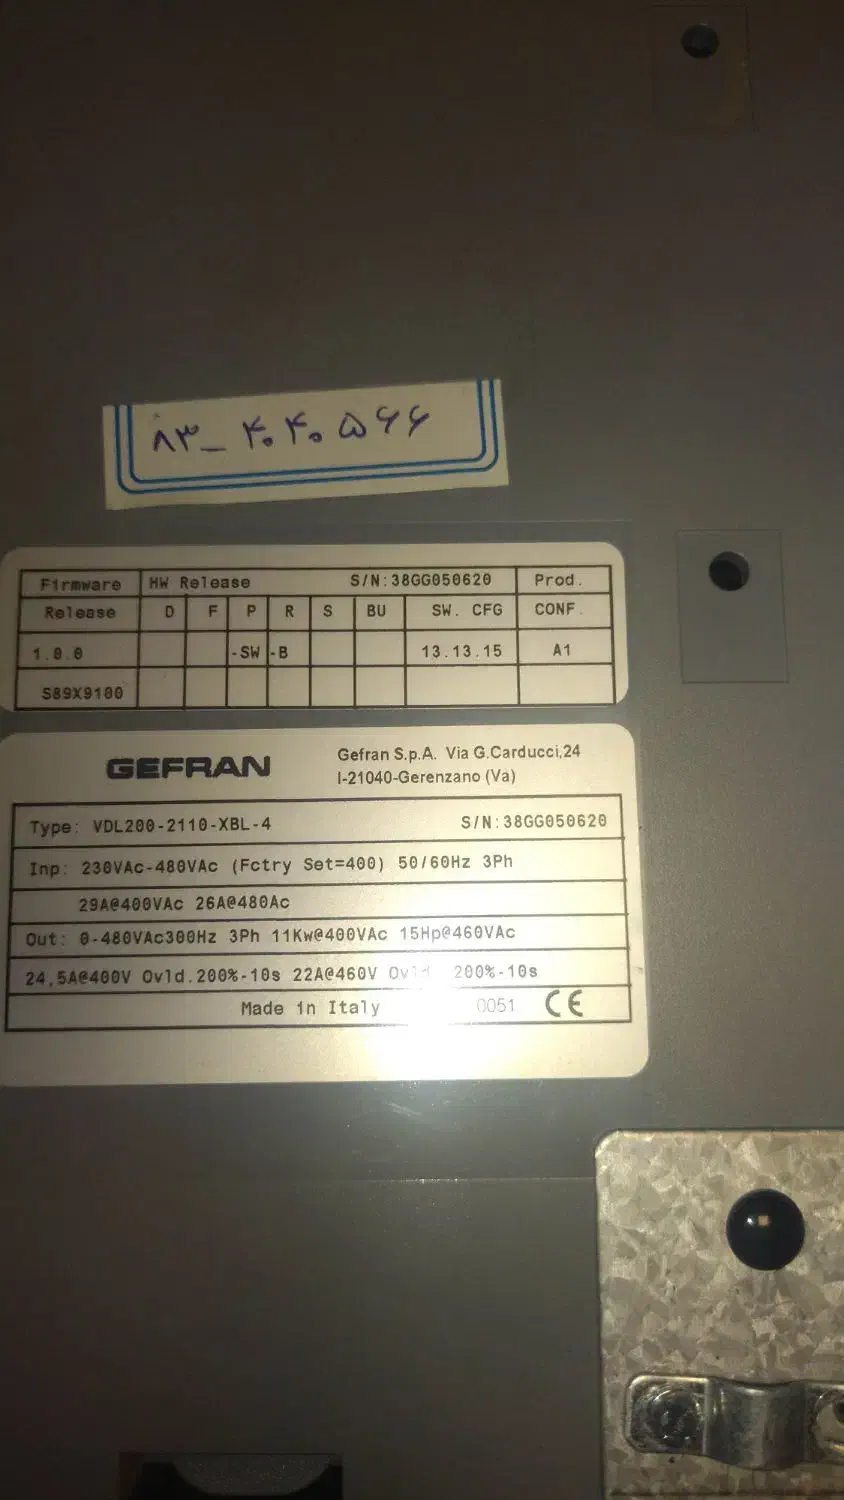 ۸۳_۴۰۴۰۵۶۶
Firmware HW Release S/N:38GG050620 Prod.
Release D F P R S BU SW. CFG CONF.
1.0.0 -SW -B 13.13.15 A1
S89X9100
GEFRAN Gefran S.p.A. Via G.Carducci,24
I-21040-Gerenzano (Va)
Type: VDL200-2110-XBL-4 S/N:38GG050620
Inp: 230VAc-480VAc (Fctry Set=400) 50/60Hz 3Ph
29A@400VAc 26A@480Ac
Out: 0-480VAc300Hz 3Ph 11Kw@400VAc 15Hp@460VAc
24,5A@400V Ovld.200%-10s 22A@460V Ovld 200%-10s
Made in Italy 0051 CE